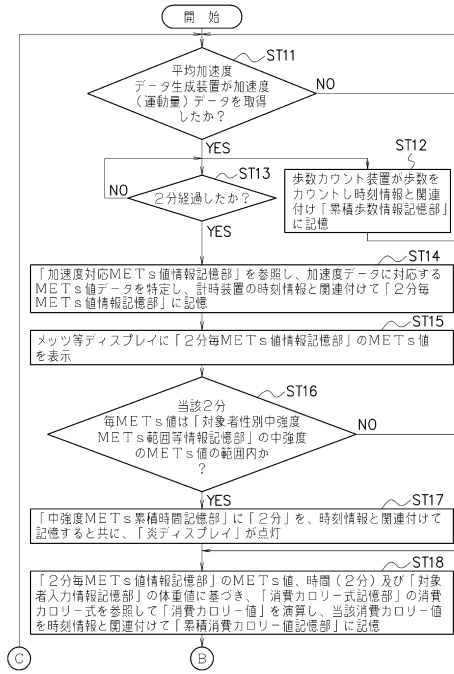 開　始
ST11
平均加速度
データ生成装置が加速度
（運動量）データを取得
したか？
NO
YES
ST12
歩数カウント装置が歩数を
カウントし時刻情報と関連
付け「累積歩数情報記憶部」
に記憶
ST13
2分経過したか？
NO
YES
ST14
「加速度対応METs値情報記憶部」を参照し、加速度データに対応する
METs値データを特定し、計時装置の時刻情報と関連付けて「2分毎
METs値情報記憶部」に記憶
ST15
メッツ等ディスプレイに「2分毎METs値情報記憶部」のMETs値
を表示
ST16
当該2分
毎METs値は「対象者性別中強度
METs範囲等情報記憶部」の中強度
のMETs値の範囲内か
？
NO
YES
ST17
「中強度METs累積時間記憶部」に「2分」を、時刻情報と関連付けて
記憶すると共に、「炎ディスプレイ」が点灯
ST18
「2分毎METs値情報記憶部」のMETs値、時間（2分）及び「対象
者入力情報記憶部」の体重値に基づき、「消費カロリー式記憶部」の消費
カロリー式を参照して「消費カロリー値」を演算し、当該消費カロリー値
を時刻情報と関連付けて「累積消費カロリー値記憶部」に記憶
C
B